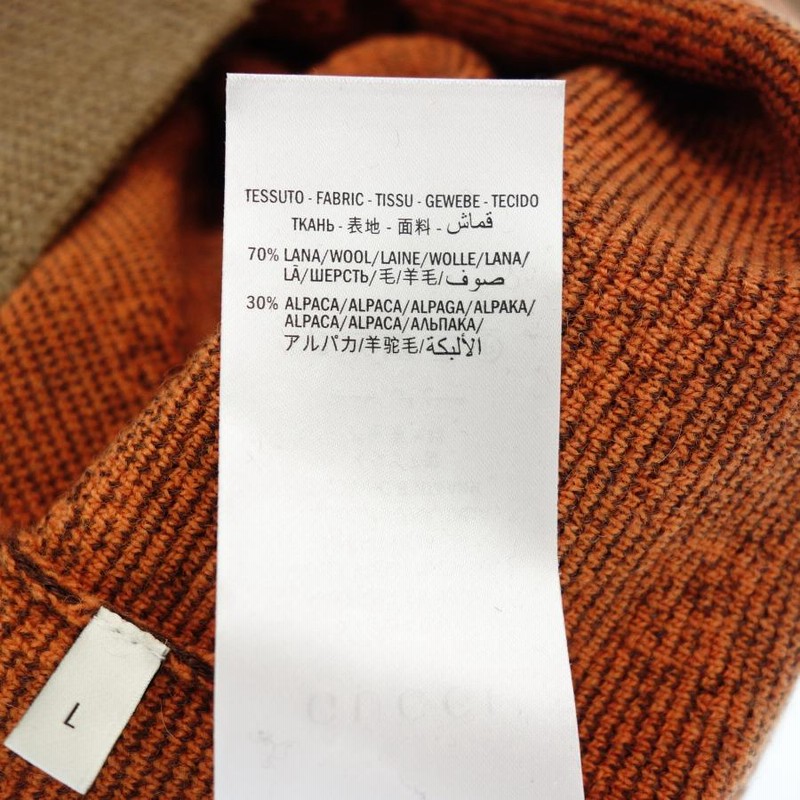 TESSUTO - FABRIC - TISSU - GEWEBE - TECIDO
ТКАНЬ - 表地 - 面料 - قماش
70% LANA/WOOL/LAINE/WOLLE/LANA/
LÃ/ШЕРСТЬ/毛/羊毛/صوف
30% ALPACA/ALPACA/ALPAGA/ALPAKA/
ALPACA/ALPACA/АЛЬПАКА/
アルパカ/羊驼毛/الألبكة
L